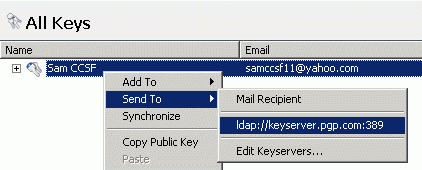 All Keys
Name Email
Sam CCSF samccsf11@yahoo.com
Add To
Send To
Synchronize
Copy Public Key
Paste
Mail Recipient
ldap://keyserver.pgp.com:389
Edit Keyservers...